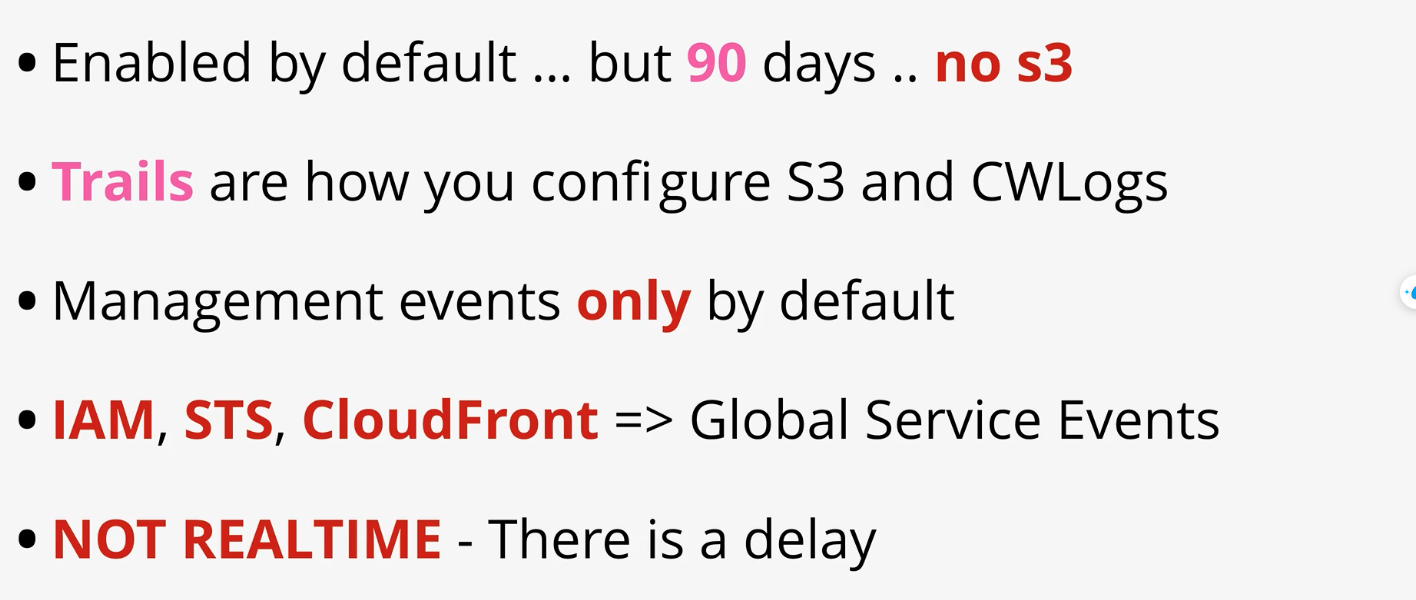 • Enabled by default ... but 90 days .. no s3
• Trails are how you configure S3 and CWLogs
• Management events only by default
• IAM, STS, CloudFront => Global Service Events
• NOT REALTIME - There is a delay